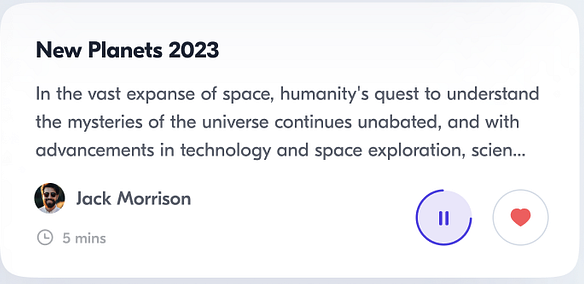 New Planets 2023
In the vast expanse of space, humanity's quest to understand
the mysteries of the universe continues unabated, and with
advancements in technology and space exploration, scien...
Jack Morrison
5 mins